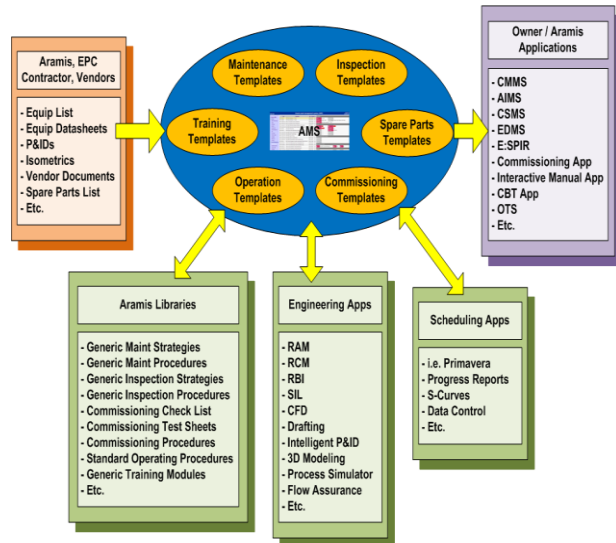 Aramis, EPC
Contractor, Vendors
- Equip List
- Equip Datasheets
- P&IDs
- Isometrics
- Vendor Documents
- Spare Parts List
- Etc.
Maintenance
Templates
Inspection
Templates
Training
Templates
AMS
Spare Parts
Templates
Operation
Templates
Commissioning
Templates
Owner / Aramis
Applications
- CMMS
- AIMS
- CSMS
- EDMS
- E:SPIR
- Commissioning App
- Interactive Manual App
- CBT App
- OTS
- Etc.
Aramis Libraries
- Generic Maint Strategies
- Generic Maint Procedures
- Generic Inspection Strategies
- Generic Inspection Procedures
- Commissioning Check List
- Commissioning Test Sheets
- Commissioning Procedures
- Standard Operating Procedures
- Generic Training Modules
- Etc.
Engineering Apps
- RAM
- RCM
- RBI
- SIL
- CFD
- Drafting
- Intelligent P&ID
- 3D Modeling
- Process Simulator
- Flow Assurance
- Etc.
Scheduling Apps
- i.e. Primavera
- Progress Reports
- S-Curves
- Data Control
- Etc.